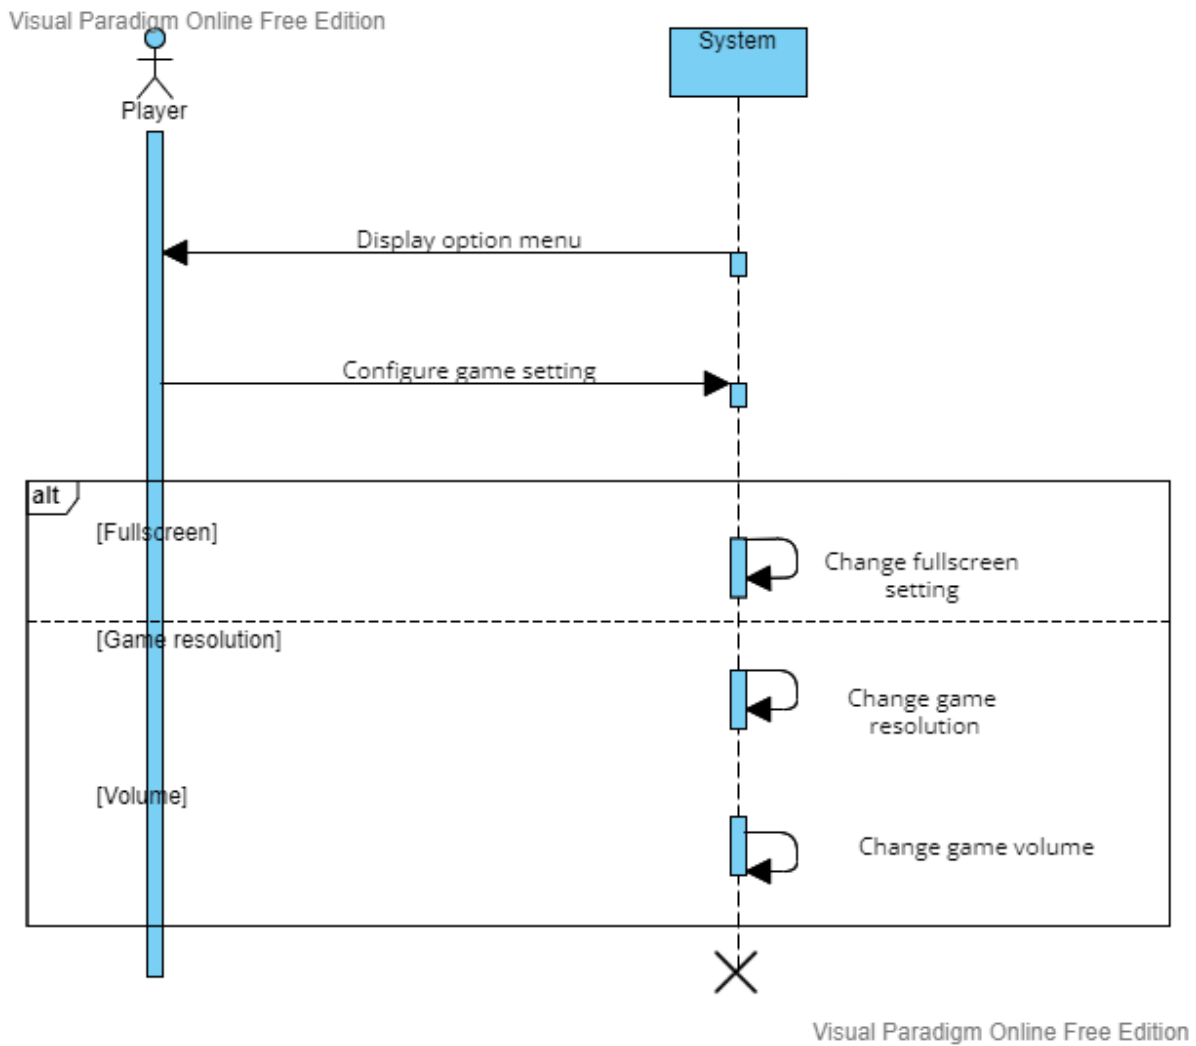 Visual Paradigm Online Free Edition
System
Player
Display option menu
Configure game setting
alt
[Fullscreen]
Change fullscreen
setting
[Game resolution]
Change game
resolution
[Volume]
Change game volume
Visual Paradigm Online Free Edition